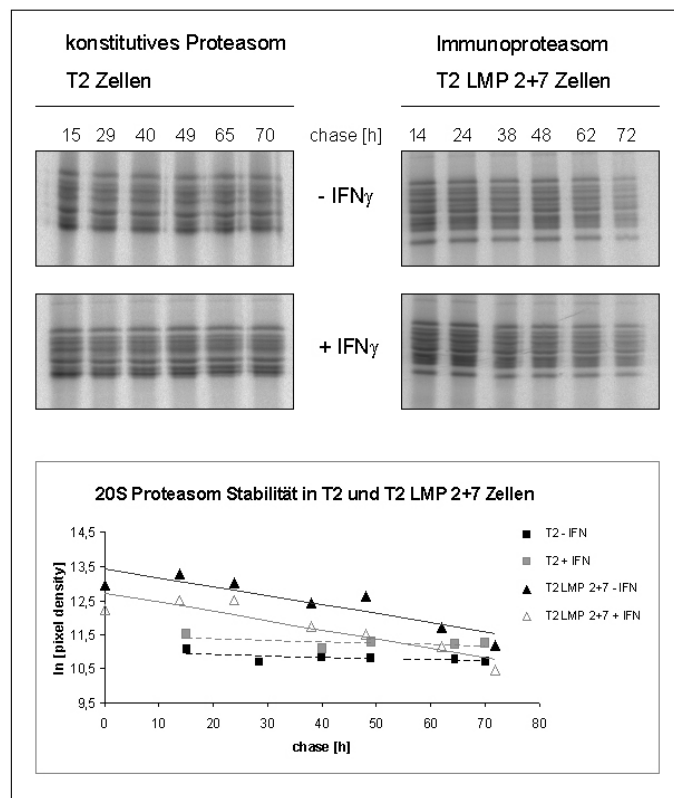 konstitutives Proteasom
T2 Zellen
Immunoproteasom
T2 LMP 2+7 Zellen
15 29 40 49 65 70 chase [h] 14 24 38 48 62 72
- IFNγ
+ IFNγ
20S Proteasom Stabilität in T2 und T2 LMP 2+7 Zellen
ln [pixel density]
14,5
13,5
12,5
11,5
10,5
9,5
0 10 20 30 40 50 60 70 80
chase [h]
T2 - IFN
T2 + IFN
T2 LMP 2+7 - IFN
T2 LMP 2+7 + IFN